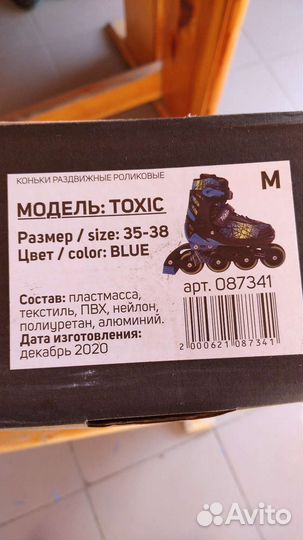 КОНЬКИ РАЗДВИЖНЫЕ РОЛИКОВЫЕ
M
МОДЕЛЬ: TOXIC
Размер / size: 35-38
Цвет / color: BLUE
арт. 087341
Состав: пластмасса,
текстиль, ПВХ, нейлон,
полиуретан, алюминий.
Дата изготовления:
декабрь 2020
2 000621 087341
Avito